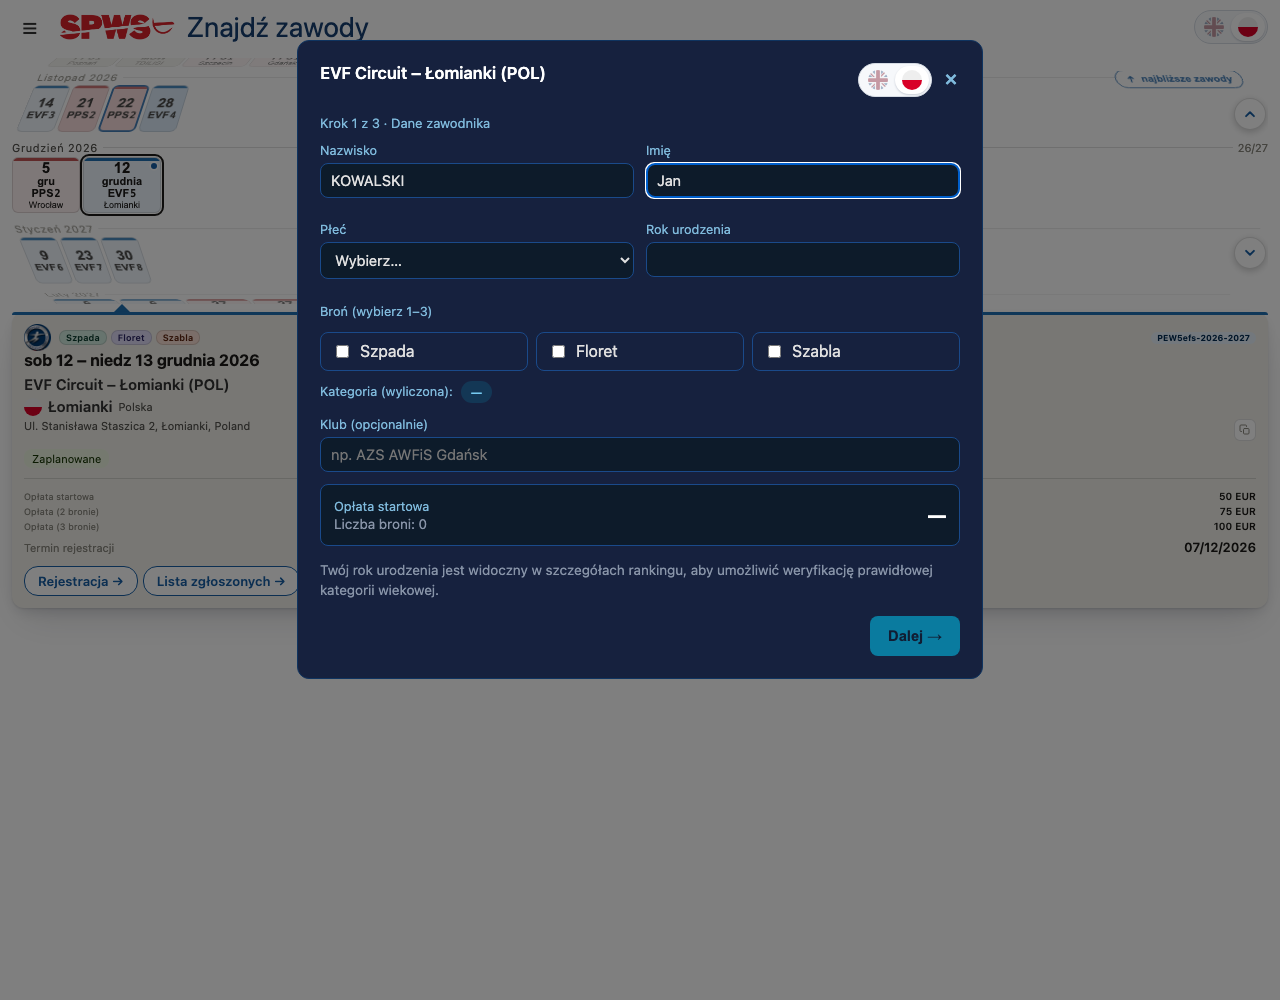 SPWS Znajdź zawody
Listopad 2026
najbliższe zawody
14 EVF3
21 PPS2
22 PPS2
28 EVF4
Grudzień 2026
26/27
5 gru PPS2 Wrocław
12 grudnia EVF5 Łomianki
Styczeń 2027
9 EVF6
23 EVF7
30 EVF8
EVF Circuit – Łomianki (POL)
×
Krok 1 z 3 · Dane zawodnika
Nazwisko
Imię
KOWALSKI
Jan
Płeć
Rok urodzenia
Wybierz...
Broń (wybierz 1–3)
Szpada
Floret
Szabla
Kategoria (wyliczona): —
Klub (opcjonalnie)
np. AZS AWFiS Gdańsk
Opłata startowa
Liczba broni: 0
—
Twój rok urodzenia jest widoczny w szczegółach rankingu, aby umożliwić weryfikację prawidłowej
kategorii wiekowej.
Dalej →
Szpada Floret Szabla
PEW5efs-2026-2027
sob 12 – niedz 13 grudnia 2026
EVF Circuit – Łomianki (POL)
Łomianki Polska
Ul. Stanisława Staszica 2, Łomianki, Poland
Zaplanowane
Opłata startowa 50 EUR
Opłata (2 bronie) 75 EUR
Opłata (3 bronie) 100 EUR
Termin rejestracji 07/12/2026
Rejestracja →
Lista zgłoszonych →